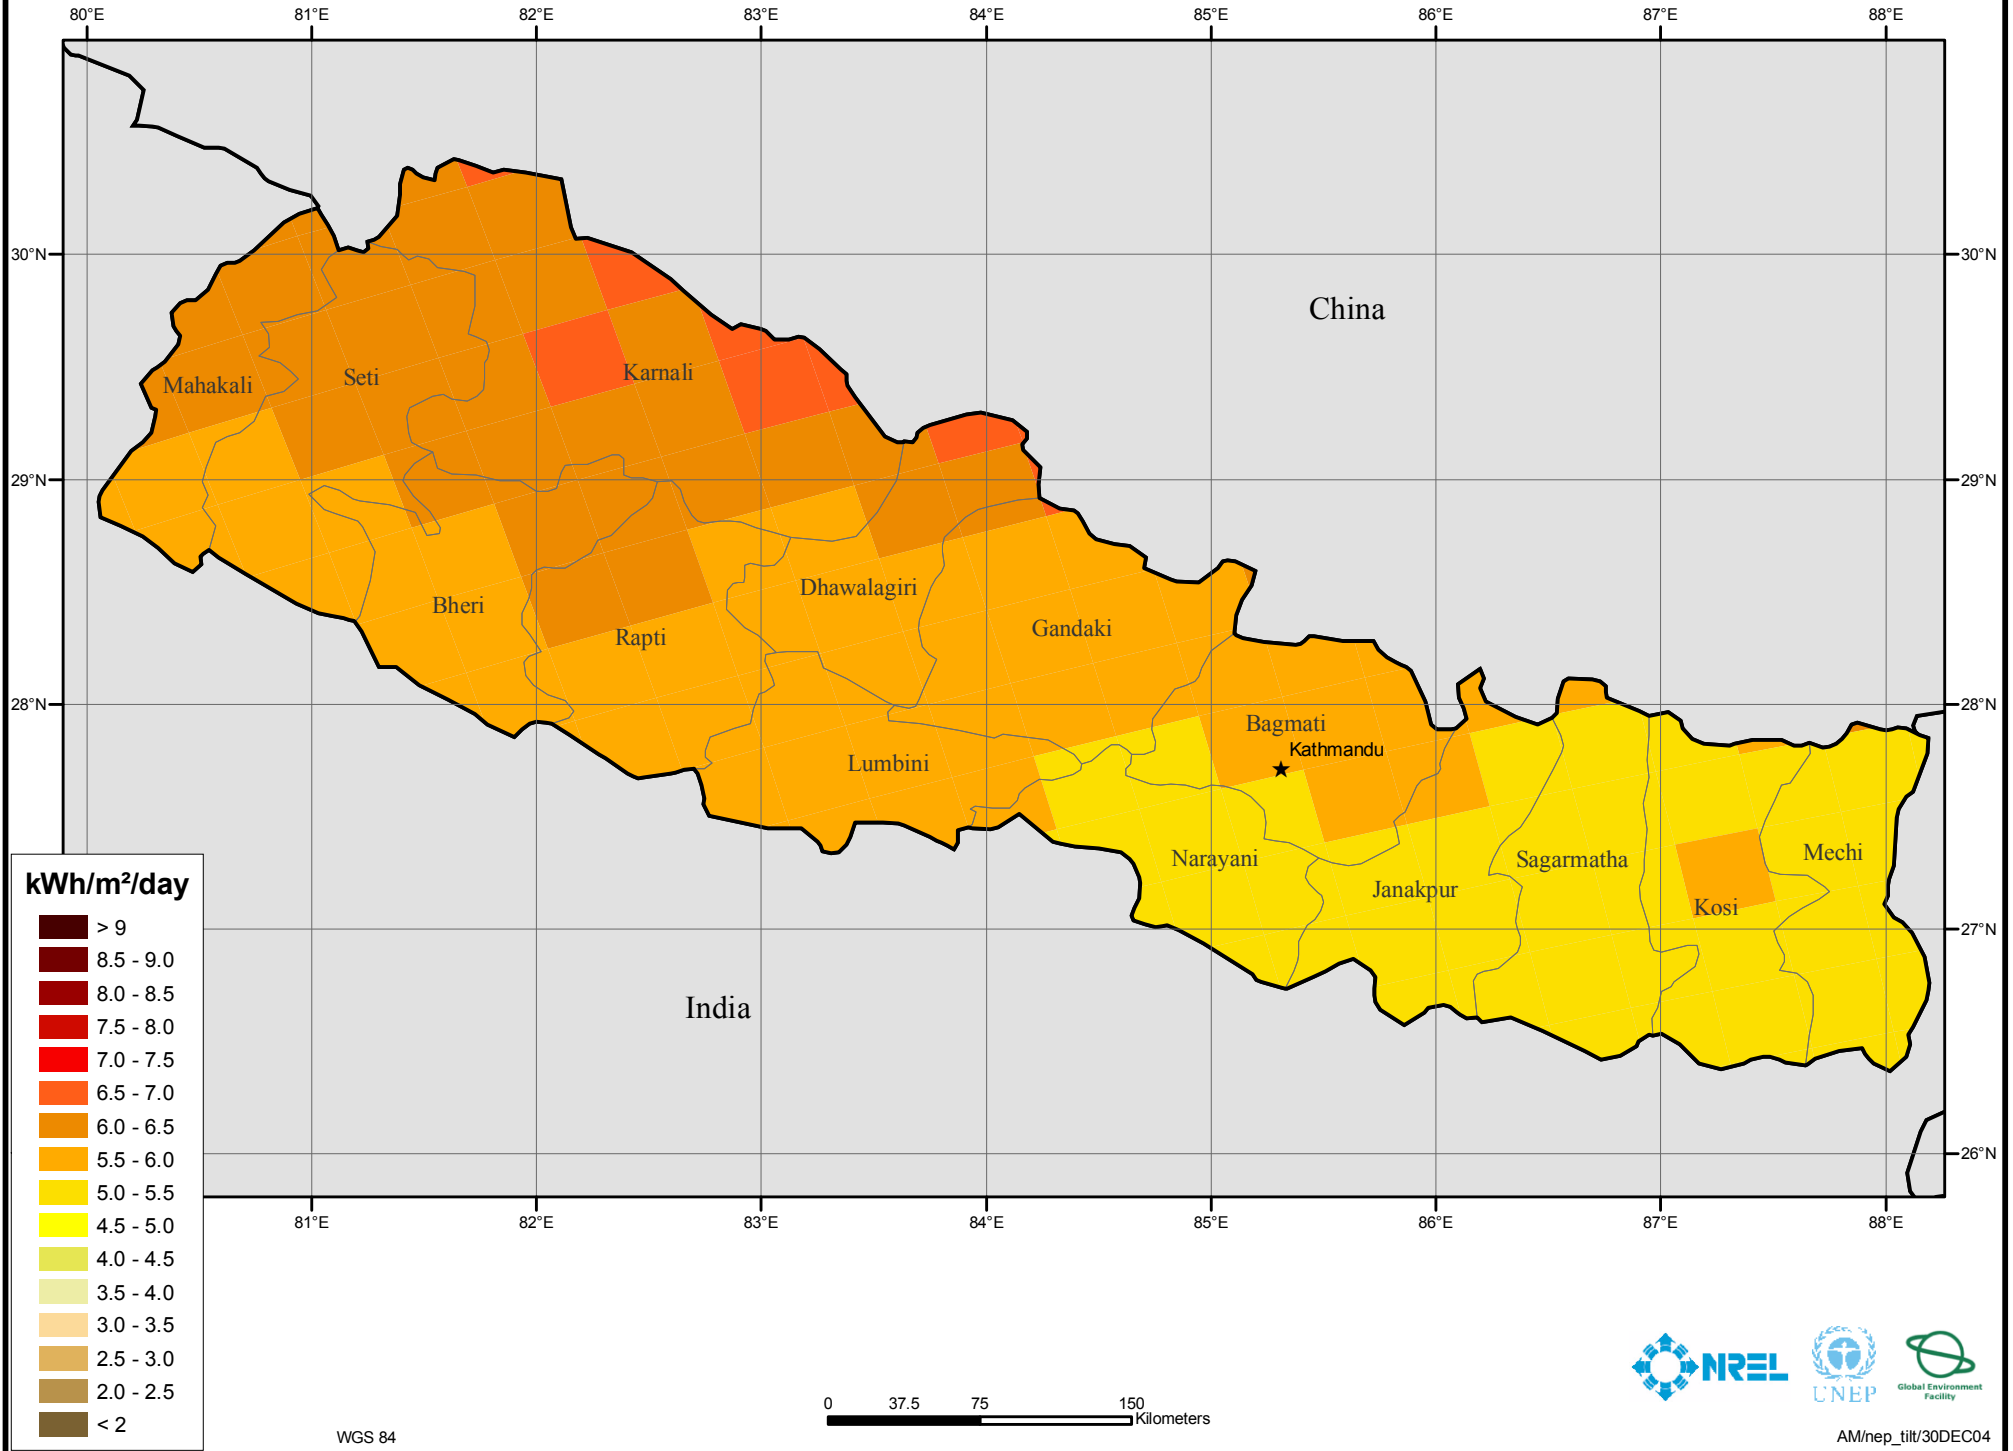 80°E 81°E 82°E 83°E 84°E 85°E 86°E 87°E 88°E
China
30°N 30°N
Karnali
Seti
Mahakali
29°N 29°N
Dhawalagiri
Bheri
Gandaki
Rapti
28°N 28°N
Bagmati
Kathmandu
Lumbini
Mechi
Narayani
Sagarmatha
Janakpur
Kosi
27°N
India
26°N
81°E 82°E 83°E 84°E 85°E 86°E 87°E 88°E
kWh/m²/day
> 9
8.5 - 9.0
8.0 - 8.5
7.5 - 8.0
7.0 - 7.5
6.5 - 7.0
6.0 - 6.5
5.5 - 6.0
5.0 - 5.5
4.5 - 5.0
4.0 - 4.5
3.5 - 4.0
3.0 - 3.5
2.5 - 3.0
2.0 - 2.5
< 2
WGS 84
0 37.5 75 150
Kilometers
NREL
UNEP
Global Environment
Facility
AM/nep_tilt/30DEC04